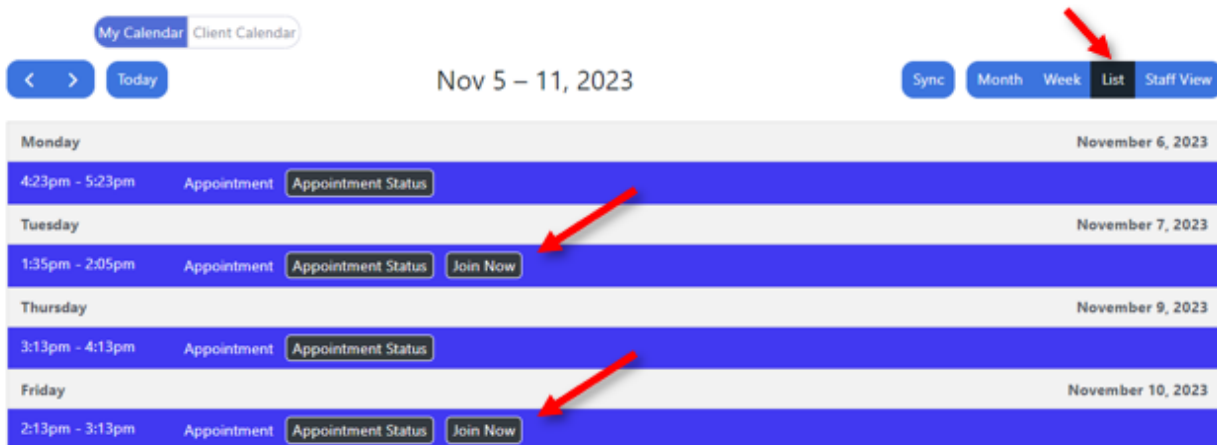 My Calendar Client Calendar
< > Today Nov 5 – 11, 2023 Sync Month Week List Staff View
Monday November 6, 2023
4:23pm - 5:23pm Appointment Appointment Status
Tuesday November 7, 2023
1:35pm - 2:05pm Appointment Appointment Status Join Now
Thursday November 9, 2023
3:13pm - 4:13pm Appointment Appointment Status
Friday November 10, 2023
2:13pm - 3:13pm Appointment Appointment Status Join Now